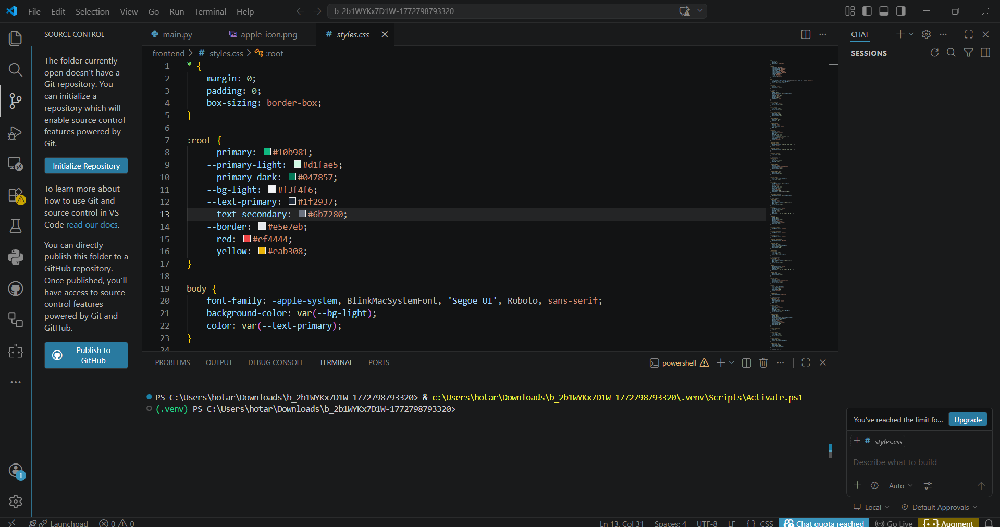 File Edit Selection View Go Run Terminal Help
b_2b1WYKx7D1W-1772798793320
SOURCE CONTROL
The folder currently
open doesn't have a
Git repository. You
can initialize a
repository which will
enable source control
features powered by
Git.
Initialize Repository
To learn more about
how to use Git and
source control in VS
Code read our docs.
You can directly
publish this folder to a
GitHub repository.
Once published, you'll
have access to source
control features
powered by Git and
GitHub.
Publish to
GitHub
1
main.py apple-icon.png # styles.css
frontend > # styles.css > :root
1 * {
2 margin: 0;
3 padding: 0;
4 box-sizing: border-box;
5 }
6
7 :root {
8 --primary: #10b981;
9 --primary-light: #d1fae5;
10 --primary-dark: #047857;
11 --bg-light: #f3f4f6;
12 --text-primary: #1f2937;
13 --text-secondary: #6b7280;
14 --border: #e5e7eb;
15 --red: #ef4444;
16 --yellow: #eab308;
17 }
18
19 body {
20 font-family: -apple-system, BlinkMacSystemFont, 'Segoe UI', Roboto, sans-serif;
21 background-color: var(--bg-light);
22 color: var(--text-primary);
23 }
24
PROBLEMS OUTPUT DEBUG CONSOLE TERMINAL PORTS
powershell
PS C:\Users\hotar\Downloads\b_2b1WYKx7D1W-1772798793320> & c:\Users\hotar\Downloads\b_2b1WYKx7D1W-1772798793320\.venv\Scripts\Activate.ps1
(.venv) PS C:\Users\hotar\Downloads\b_2b1WYKx7D1W-1772798793320>
CHAT
SESSIONS
You've reached the limit fo... Upgrade
# styles.css
Describe what to build
Auto
Local Default Approvals
Launchpad 0 0 Ln 13, Col 31 Spaces: 4 UTF-8 LF {} CSS Chat quota reached Go Live Augment